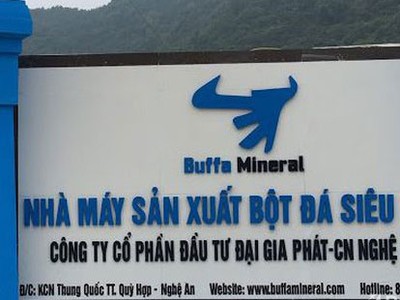 Buffa Mineral
NHÀ MÁY SẢN XUẤT BỘT ĐÁ SIÊU
CÔNG TY CỔ PHẦN ĐẦU TƯ ĐẠI GIA PHÁT-CN NGHỆ
Đ/C: KCN Thung Quốc TT. Quỳ Hợp - Nghệ An Website: www.buffamineral.com Hotline: 8